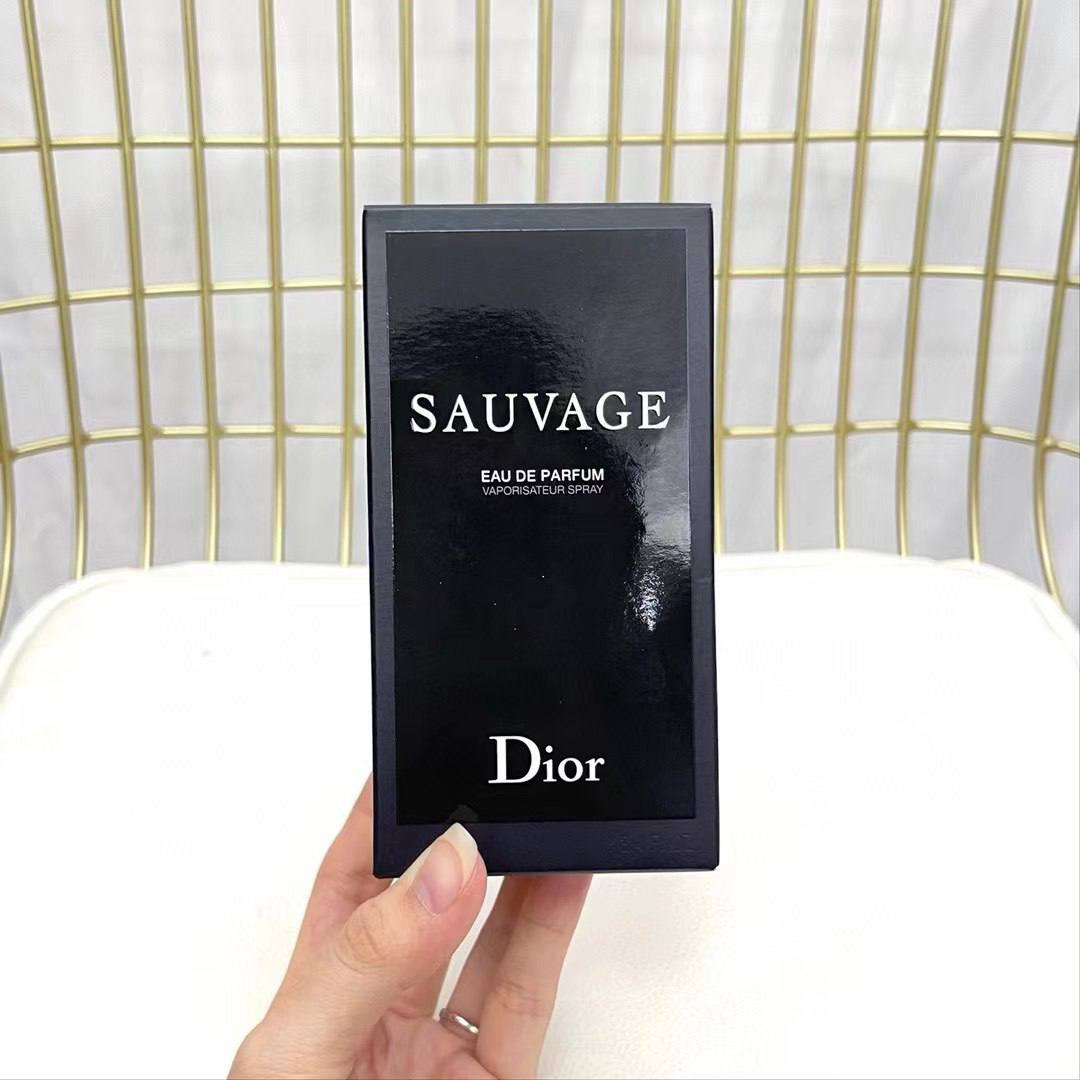 SAUVAGE
EAU DE PARFUM
VAPORISATEUR SPRAY
Dior